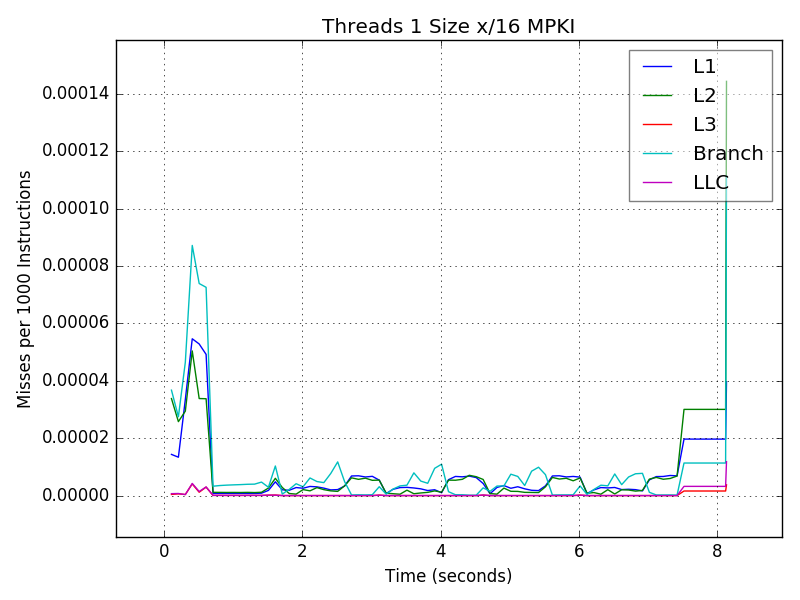 Threads 1 Size x/16 MPKI
L1
L2
L3
Branch
LLC
Misses per 1000 Instructions
0.00014
0.00012
0.00010
0.00008
0.00006
0.00004
0.00002
0.00000
0 2 4 6 8
Time (seconds)